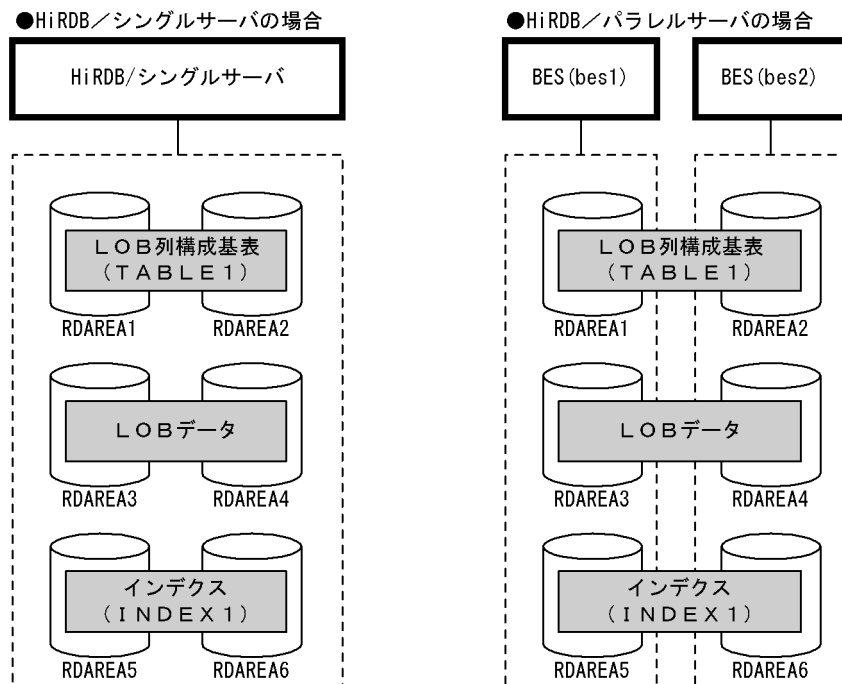 ●HiRDB／シングルサーバの場合
HiRDB/シングルサーバ
LOB列構成基表
(TABLE1)
RDAREA1 RDAREA2
LOBデータ
RDAREA3 RDAREA4
インデクス
(INDEX1)
RDAREA5 RDAREA6
●HiRDB／パラレルサーバの場合
BES(bes1) BES(bes2)
LOB列構成基表
(TABLE1)
RDAREA1 RDAREA2
LOBデータ
RDAREA3 RDAREA4
インデクス
(INDEX1)
RDAREA5 RDAREA6